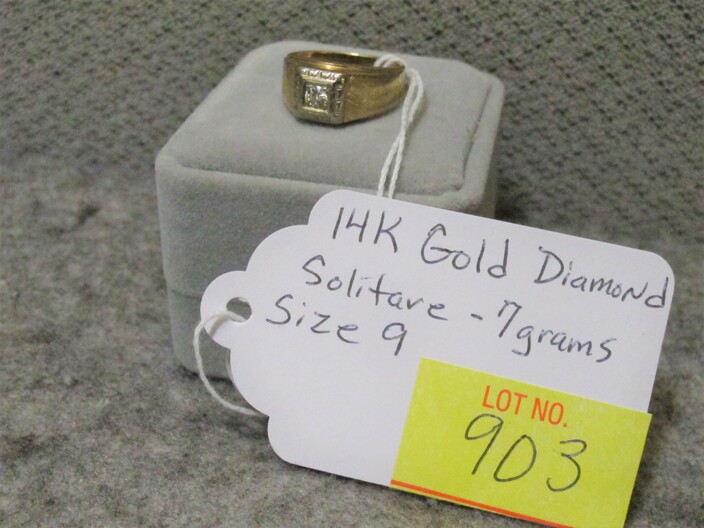 14K Gold Diamond
Solitare - 7grams
Size 9
LOT NO.
903